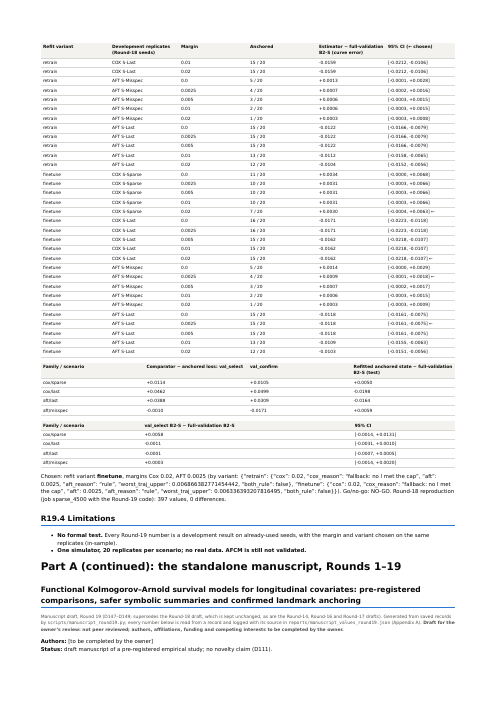 Refit variant Development replicates (Round-18 seeds) Margin Anchored Estimator − full-validation B2-S (curve error) 95% CI (← chosen)
retrain COX S-Last 0.01 15 / 20 -0.0159 [-0.0212, -0.0106]
retrain COX S-Last 0.02 15 / 20 -0.0159 [-0.0212, -0.0106]
retrain AFT S-Misspec 0.0 5 / 20 +0.0013 [-0.0001, +0.0028]
retrain AFT S-Misspec 0.0025 4 / 20 +0.0007 [-0.0002, +0.0016]
retrain AFT S-Misspec 0.005 3 / 20 +0.0006 [-0.0003, +0.0015]
retrain AFT S-Misspec 0.01 2 / 20 +0.0006 [-0.0003, +0.0015]
retrain AFT S-Misspec 0.02 1 / 20 +0.0003 [-0.0003, +0.0008]
retrain AFT S-Last 0.0 15 / 20 -0.0122 [-0.0166, -0.0079]
retrain AFT S-Last 0.0025 15 / 20 -0.0122 [-0.0166, -0.0079]
retrain AFT S-Last 0.005 15 / 20 -0.0122 [-0.0166, -0.0079]
retrain AFT S-Last 0.01 13 / 20 -0.0112 [-0.0158, -0.0065]
retrain AFT S-Last 0.02 12 / 20 -0.0104 [-0.0152, -0.0056]
finetune COX S-Sparse 0.0 11 / 20 +0.0034 [-0.0000, +0.0068]
finetune COX S-Sparse 0.0025 10 / 20 +0.0031 [-0.0003, +0.0066]
finetune COX S-Sparse 0.005 10 / 20 +0.0031 [-0.0003, +0.0066]
finetune COX S-Sparse 0.01 10 / 20 +0.0031 [-0.0003, +0.0066]
finetune COX S-Sparse 0.02 7 / 20 +0.0030 [-0.0004, +0.0063] ←
finetune COX S-Last 0.0 16 / 20 -0.0171 [-0.0223, -0.0118]
finetune COX S-Last 0.0025 16 / 20 -0.0171 [-0.0223, -0.0118]
finetune COX S-Last 0.005 15 / 20 -0.0162 [-0.0218, -0.0107]
finetune COX S-Last 0.01 15 / 20 -0.0162 [-0.0218, -0.0107]
finetune COX S-Last 0.02 15 / 20 -0.0162 [-0.0218, -0.0107] ←
finetune AFT S-Misspec 0.0 5 / 20 +0.0014 [-0.0000, +0.0029]
finetune AFT S-Misspec 0.0025 4 / 20 +0.0009 [-0.0001, +0.0018] ←
finetune AFT S-Misspec 0.005 3 / 20 +0.0007 [-0.0002, +0.0017]
finetune AFT S-Misspec 0.01 2 / 20 +0.0006 [-0.0003, +0.0015]
finetune AFT S-Misspec 0.02 1 / 20 +0.0003 [-0.0003, +0.0009]
finetune AFT S-Last 0.0 15 / 20 -0.0118 [-0.0161, -0.0075]
finetune AFT S-Last 0.0025 15 / 20 -0.0118 [-0.0161, -0.0075] ←
finetune AFT S-Last 0.005 15 / 20 -0.0118 [-0.0161, -0.0075]
finetune AFT S-Last 0.01 13 / 20 -0.0109 [-0.0155, -0.0063]
finetune AFT S-Last 0.02 12 / 20 -0.0103 [-0.0151, -0.0056]
Family / scenario Comparator − anchored loss: val_select val_confirm Refitted anchored state − full-validation B2-S (test)
cox/sparse +0.0113 +0.0105 +0.0050
cox/last +0.0462 +0.0499 -0.0198
aft/last +0.0388 +0.0309 -0.0164
aft/misspec -0.0010 -0.0171 +0.0059
Family / scenario val_select B2-S − full-validation B2-S 95% CI
cox/sparse +0.0058 [-0.0014, +0.0131]
cox/last -0.0011 [-0.0031, +0.0010]
aft/last -0.0001 [-0.0007, +0.0005]
aft/misspec +0.0003 [-0.0014, +0.0020]
Chosen: refit variant finetune, margins Cox 0.02, AFT 0.0025 (by variant: {"retrain": {"cox": 0.02, "cox_reason": "fallback: no l met the cap", "aft": 0.0025, "aft_reason": "rule", "worst_traj_upper": 0.006866382771454442, "both_rule": false}, "finetune": {"cox": 0.02, "cox_reason": "fallback: no l met the cap", "aft": 0.0025, "aft_reason": "rule", "worst_traj_upper": 0.006336393207816495, "both_rule": false}}). Go/no-go: NO-GO. Round-18 reproduction (job sparse_4500 with the Round-19 code): 397 values, 0 differences.
R19.4 Limitations
• No formal test. Every Round-19 number is a development result on already-used seeds, with the margin and variant chosen on the same replicates (in-sample).
• One simulator, 20 replicates per scenario; no real data. AFCM is still not validated.
Part A (continued): the standalone manuscript, Rounds 1–19
Functional Kolmogorov–Arnold survival models for longitudinal covariates: pre-registered comparisons, safer symbolic summaries and confirmed landmark anchoring
Manuscript draft, Round 19 (D147–D149; supersedes the Round-18 draft, which is kept unchanged, as are the Round-14, Round-16 and Round-17 drafts). Generated from saved records by scripts/manuscript_round19.py; every number below is read from a record and logged with its source in reports/manuscript_values_round19.json (Appendix A). Draft for the owner's review: not peer reviewed; authors, affiliations, funding and competing interests to be completed by the owner.
Authors: [to be completed by the owner]
Status: draft manuscript of a pre-registered empirical study; no novelty claim (D111).